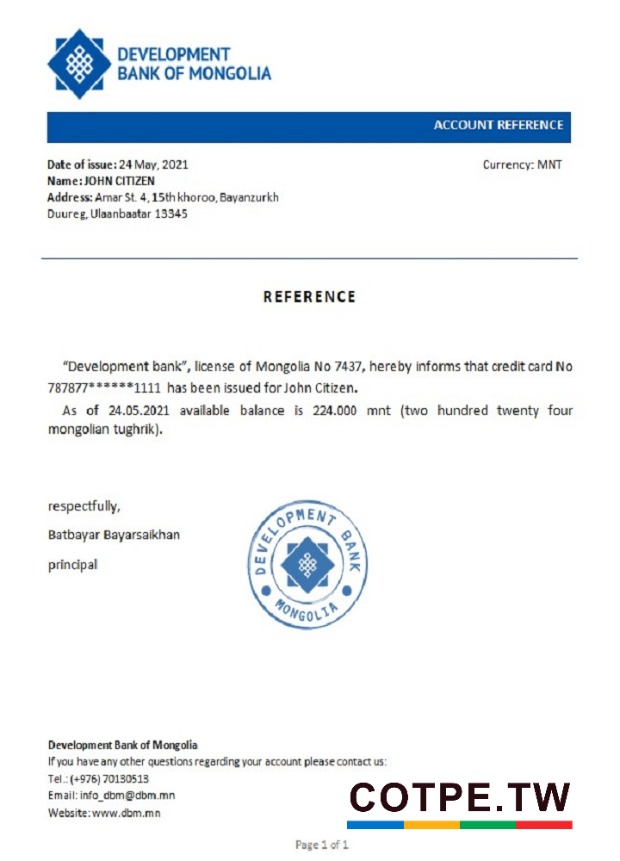 DEVELOPMENT
BANK OF MONGOLIA
ACCOUNT REFERENCE
Date of issue: 24 May, 2021
Currency: MNT
Name: JOHN CITIZEN
Address: Amar St. 4, 15th khoroo, Bayanzurkh
Duureg, Ulaanbaatar 13345
REFERENCE
“Development bank”, license of Mongolia No 7437, hereby informs that credit card No
787877******1111 has been issued for John Citizen.
As of 24.05.2021 available balance is 224.000 mnt (two hundred twenty four
mongolian tughrik).
respectfully,
Batbayar Bayarsaikhan
principal
DEVELOPMENT BANK
MONGOLIA
Development Bank of Mongolia
If you have any other questions regarding your account please contact us:
Tel.: (+976) 70130513
Email: info_dbm@dbm.mn
Website: www.dbm.mn
COTPE.TW
Page 1 of 1